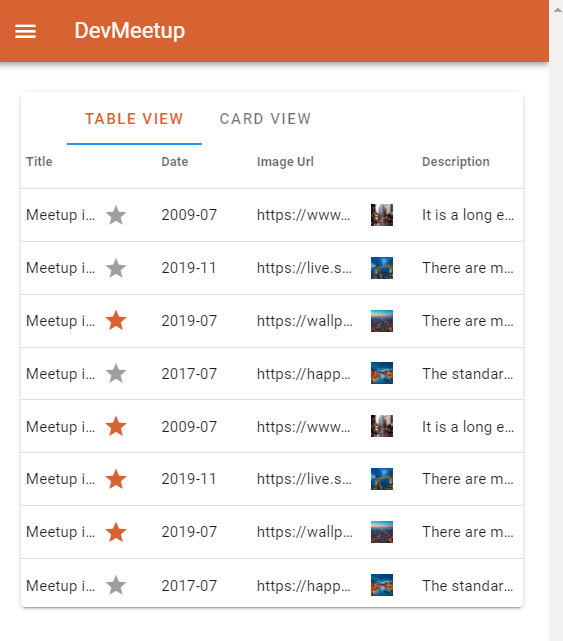 DevMeetup
TABLE VIEW CARD VIEW
Title Date Image Url Description
Meetup i... 2009-07 https://www... It is a long e...
Meetup i... 2019-11 https://live.s... There are m...
Meetup i... 2019-07 https://wallp... There are m...
Meetup i... 2017-07 https://happ... The standar...
Meetup i... 2009-07 https://www... It is a long e...
Meetup i... 2019-11 https://live.s... There are m...
Meetup i... 2019-07 https://wallp... There are m...
Meetup i... 2017-07 https://happ... The standar...